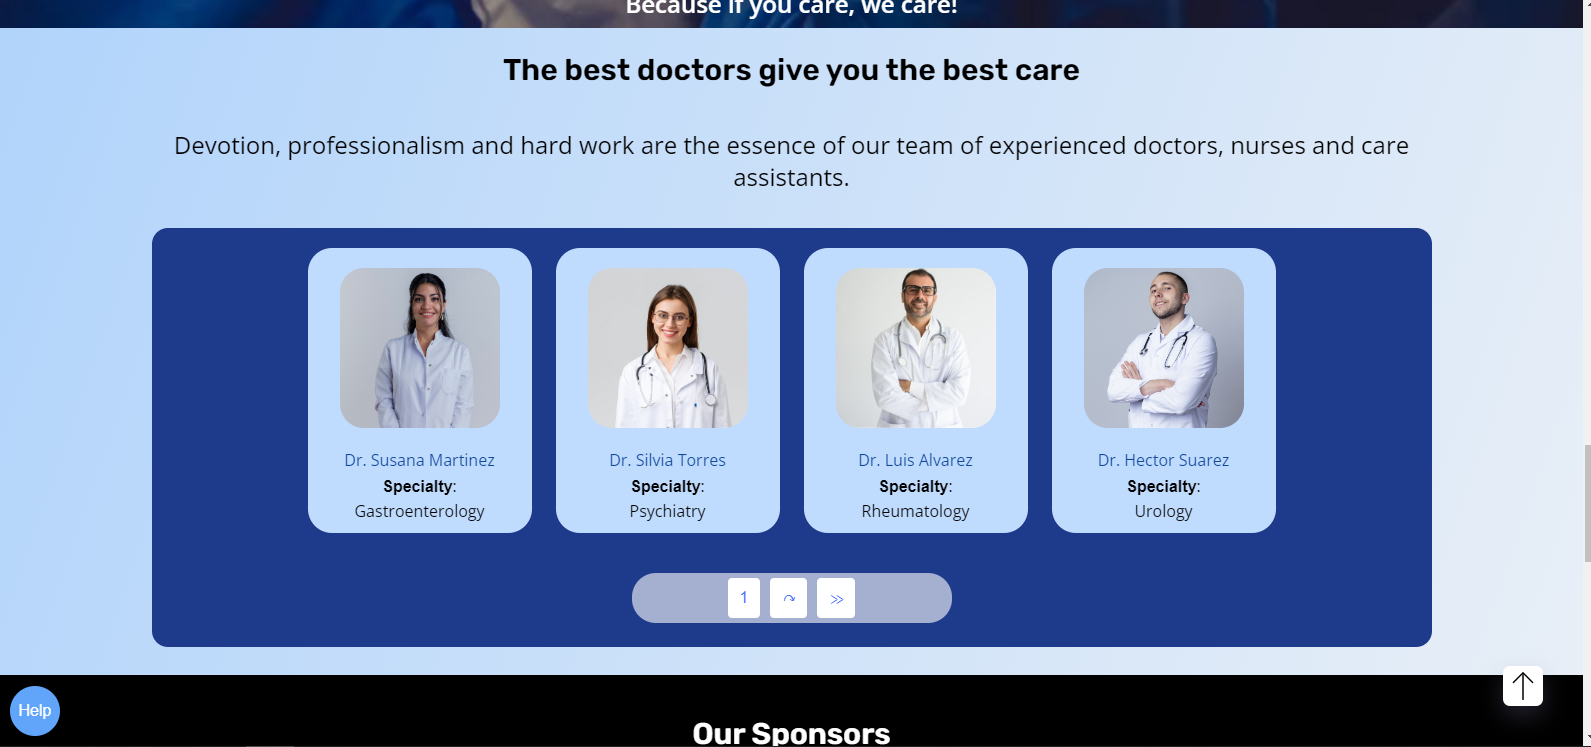 Because if you care, we care!
The best doctors give you the best care
Devotion, professionalism and hard work are the essence of our team of experienced doctors, nurses and care
assistants.
Dr. Susana Martinez
Specialty:
Gastroenterology
Dr. Silvia Torres
Specialty:
Psychiatry
Dr. Luis Alvarez
Specialty:
Rheumatology
Dr. Hector Suarez
Specialty:
Urology
1
Help
Our Sponsors